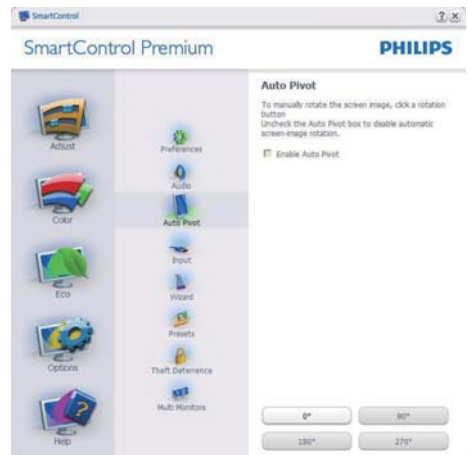 SmartControl
? x
SmartControl Premium
PHILIPS
Adjust
Color
Eco
Options
Help
Preferences
Audio
Auto Pivot
Input
Wizard
Presets
Theft Deterrence
Multi Monitors
Auto Pivot
To manually rotate the screen image, click a rotation
button
Uncheck the Auto Pivot box to disable automatic
screen-image rotation.
Enable Auto Pivot
0°
90°
180°
270°